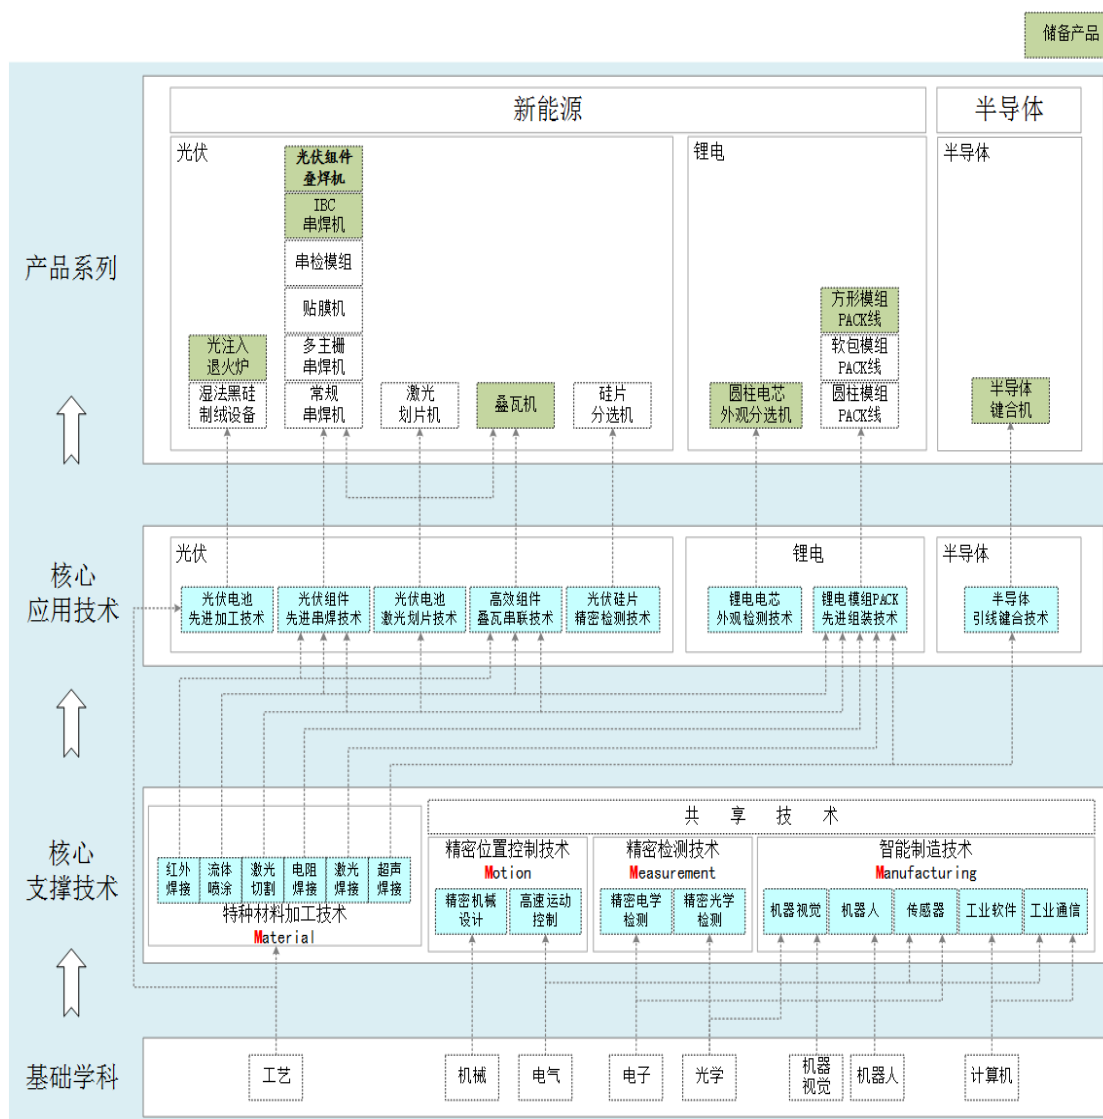 储备产品
新能源
半导体
光伏
锂电
半导体
产品系列
光伏组件
叠焊机
IBC
串焊机
串检模组
贴膜机
多主栅
串焊机
常规
串焊机
光注入
退火炉
湿法黑硅
制绒设备
激光
划片机
叠瓦机
硅片
分选机
圆柱电芯
外观分选机
方形模组
PACK线
软包模组
PACK线
圆柱模组
PACK线
半导体
键合机
核心
应用技术
光伏
锂电
半导体
光伏电池
先进加工技术
光伏组件
先进串焊技术
光伏电池
激光划片技术
高效组件
叠瓦串联技术
光伏硅片
精密检测技术
锂电电芯
外观检测技术
锂电模组PACK
先进组装技术
半导体
引线键合技术
核心
支撑技术
共享技术
红外
焊接
流体
喷涂
激光
切割
电阻
焊接
激光
焊接
超声
焊接
特种材料加工技术
Material
精密位置控制技术
Motion
精密机械
设计
高速运动
控制
精密检测技术
Measurement
精密电学
检测
精密光学
检测
智能制造技术
Manufacturing
机器视觉
机器人
传感器
工业软件
工业通信
基础学科
工艺
机械
电气
电子
光学
机器
视觉
机器人
计算机